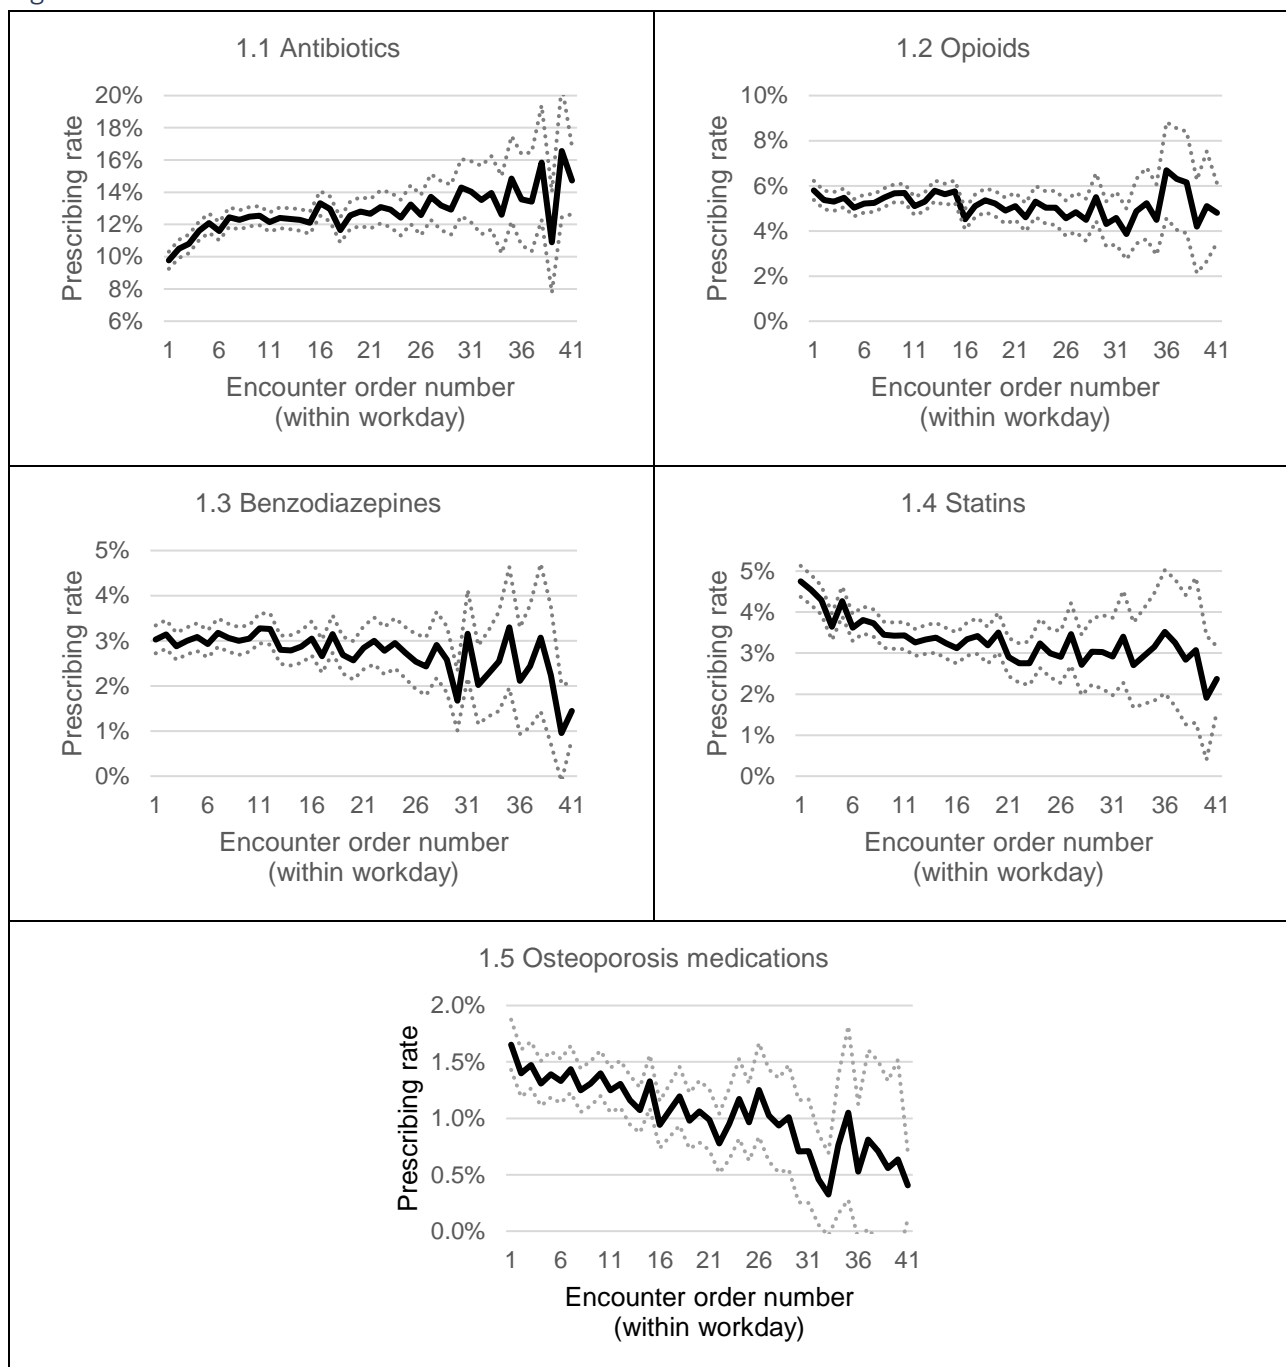 1.1 Antibiotics
Prescribing rate
20%
18%
16%
14%
12%
10%
8%
6%
1 6 11 16 21 26 31 36 41
Encounter order number
(within workday)
1.2 Opioids
Prescribing rate
10%
8%
6%
4%
2%
0%
1 6 11 16 21 26 31 36 41
Encounter order number
(within workday)
1.3 Benzodiazepines
Prescribing rate
5%
4%
3%
2%
1%
0%
1 6 11 16 21 26 31 36 41
Encounter order number
(within workday)
1.4 Statins
Prescribing rate
5%
4%
3%
2%
1%
0%
1 6 11 16 21 26 31 36 41
Encounter order number
(within workday)
1.5 Osteoporosis medications
Prescribing rate
2.0%
1.5%
1.0%
0.5%
0.0%
1 6 11 16 21 26 31 36 41
Encounter order number
(within workday)